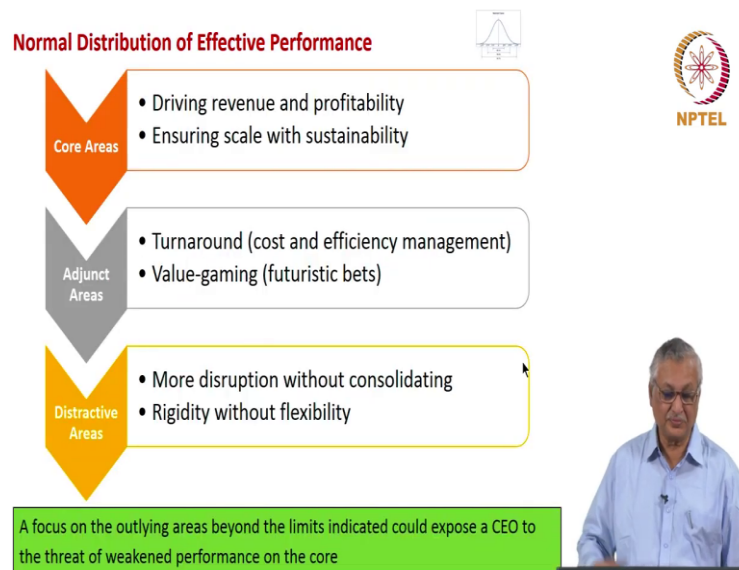 Normal Distribution of Effective Performance
NPTEL
Core Areas
• Driving revenue and profitability
• Ensuring scale with sustainability
Adjunct
Areas
• Turnaround (cost and efficiency management)
• Value-gaming (futuristic bets)
Distractive
Areas
• More disruption without consolidating
• Rigidity without flexibility
A focus on the outlying areas beyond the limits indicated could expose a CEO to
the threat of weakened performance on the core